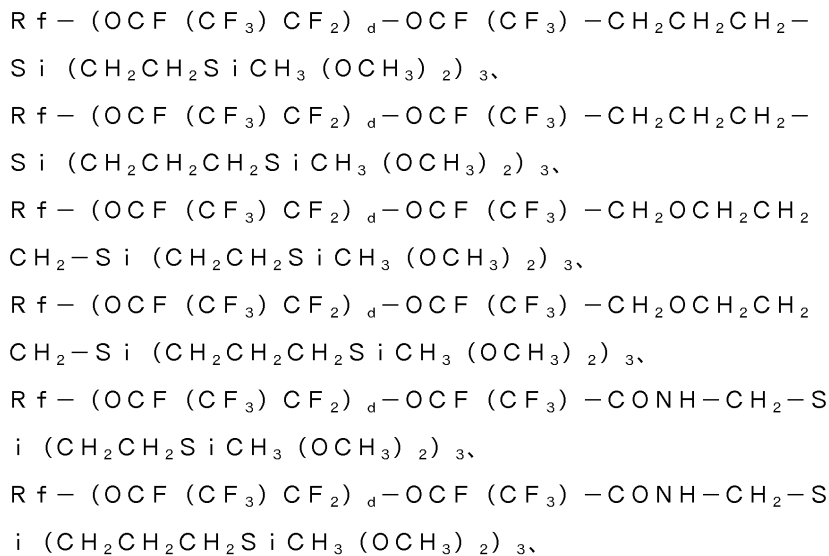 Rf－（OCF（CF₃）CF₂）d－OCF（CF₃）－CH₂CH₂CH₂－
Si（CH₂CH₂SiCH₃（OCH₃）₂）₃、
Rf－（OCF（CF₃）CF₂）d－OCF（CF₃）－CH₂CH₂CH₂－
Si（CH₂CH₂CH₂SiCH₃（OCH₃）₂）₃、
Rf－（OCF（CF₃）CF₂）d－OCF（CF₃）－CH₂OCH₂CH₂
CH₂－Si（CH₂CH₂SiCH₃（OCH₃）₂）₃、
Rf－（OCF（CF₃）CF₂）d－OCF（CF₃）－CH₂OCH₂CH₂
CH₂－Si（CH₂CH₂CH₂SiCH₃（OCH₃）₂）₃、
Rf－（OCF（CF₃）CF₂）d－OCF（CF₃）－CONH－CH₂－S
i（CH₂CH₂SiCH₃（OCH₃）₂）₃、
Rf－（OCF（CF₃）CF₂）d－OCF（CF₃）－CONH－CH₂－S
i（CH₂CH₂CH₂SiCH₃（OCH₃）₂）₃、